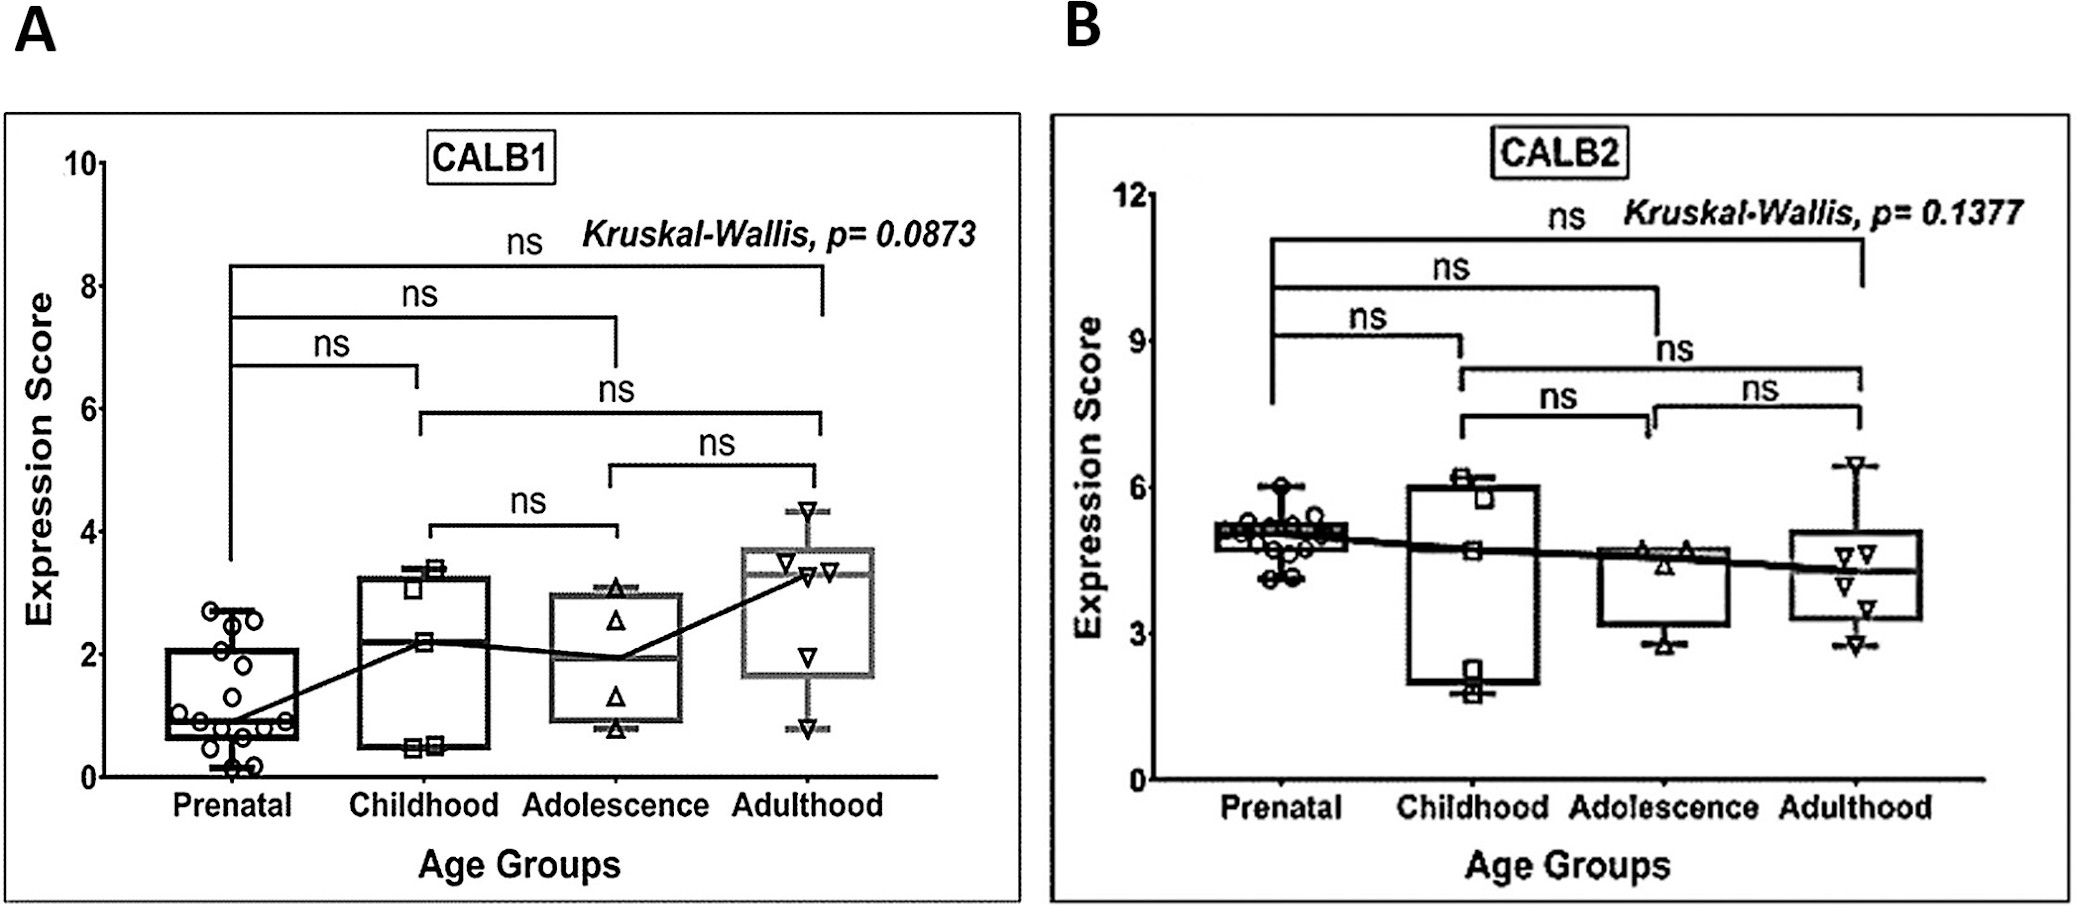 A
CALB1
Kruskal-Wallis, p= 0.0873
Expression Score
10
8
6
4
2
0
ns
ns
ns
ns
ns
ns
Prenatal Childhood Adolescence Adulthood
Age Groups
B
CALB2
Kruskal-Wallis, p= 0.1377
Expression Score
12
9
6
3
0
ns
ns
ns
ns
ns
ns
Prenatal Childhood Adolescence Adulthood
Age Groups